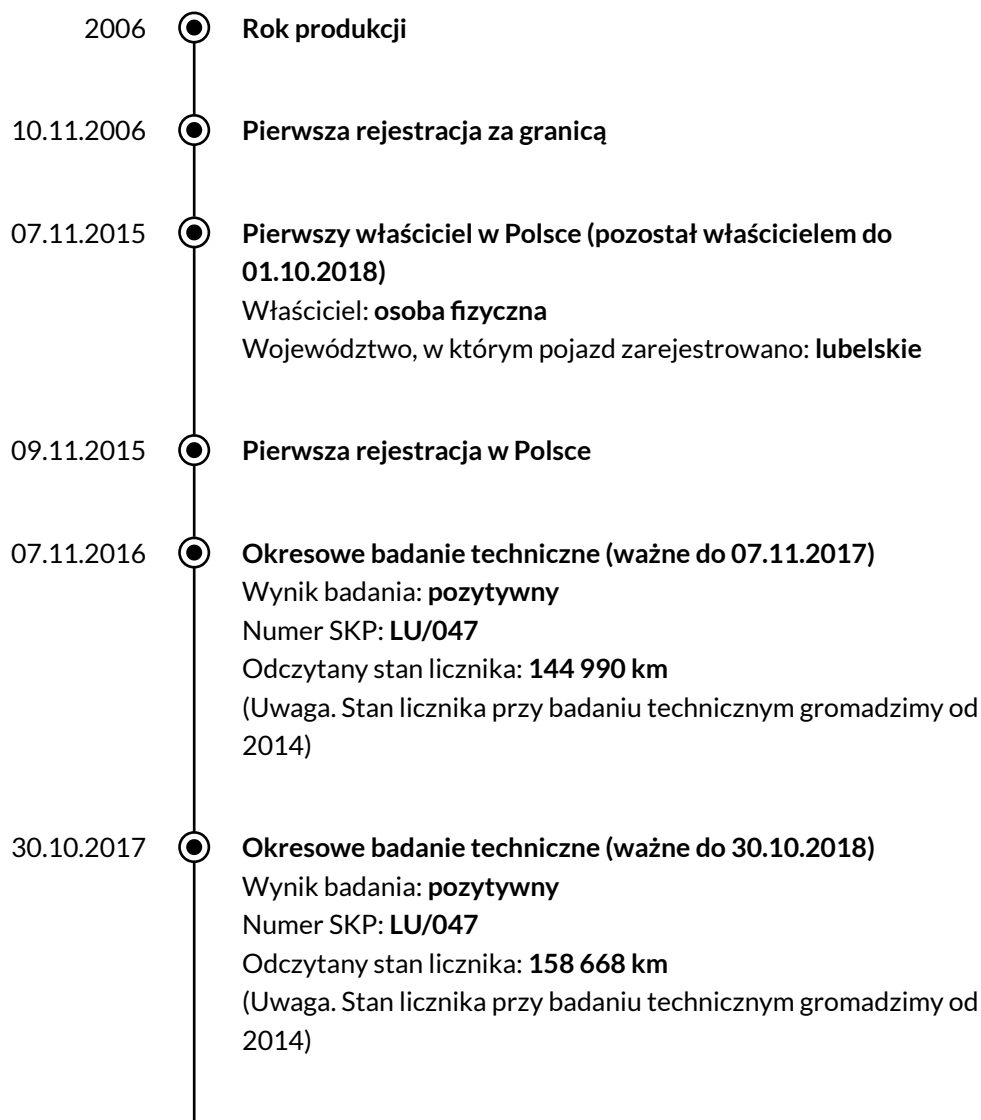 2006 Rok produkcji
10.11.2006 Pierwsza rejestracja za granicą
07.11.2015 Pierwszy właściciel w Polsce (pozostał właścicielem do
01.10.2018)
Właściciel: osoba fizyczna
Województwo, w którym pojazd zarejestrowano: lubelskie
09.11.2015 Pierwsza rejestracja w Polsce
07.11.2016 Okresowe badanie techniczne (ważne do 07.11.2017)
Wynik badania: pozytywny
Numer SKP: LU/047
Odczytany stan licznika: 144 990 km
(Uwaga. Stan licznika przy badaniu technicznym gromadzimy od
2014)
30.10.2017 Okresowe badanie techniczne (ważne do 30.10.2018)
Wynik badania: pozytywny
Numer SKP: LU/047
Odczytany stan licznika: 158 668 km
(Uwaga. Stan licznika przy badaniu technicznym gromadzimy od
2014)